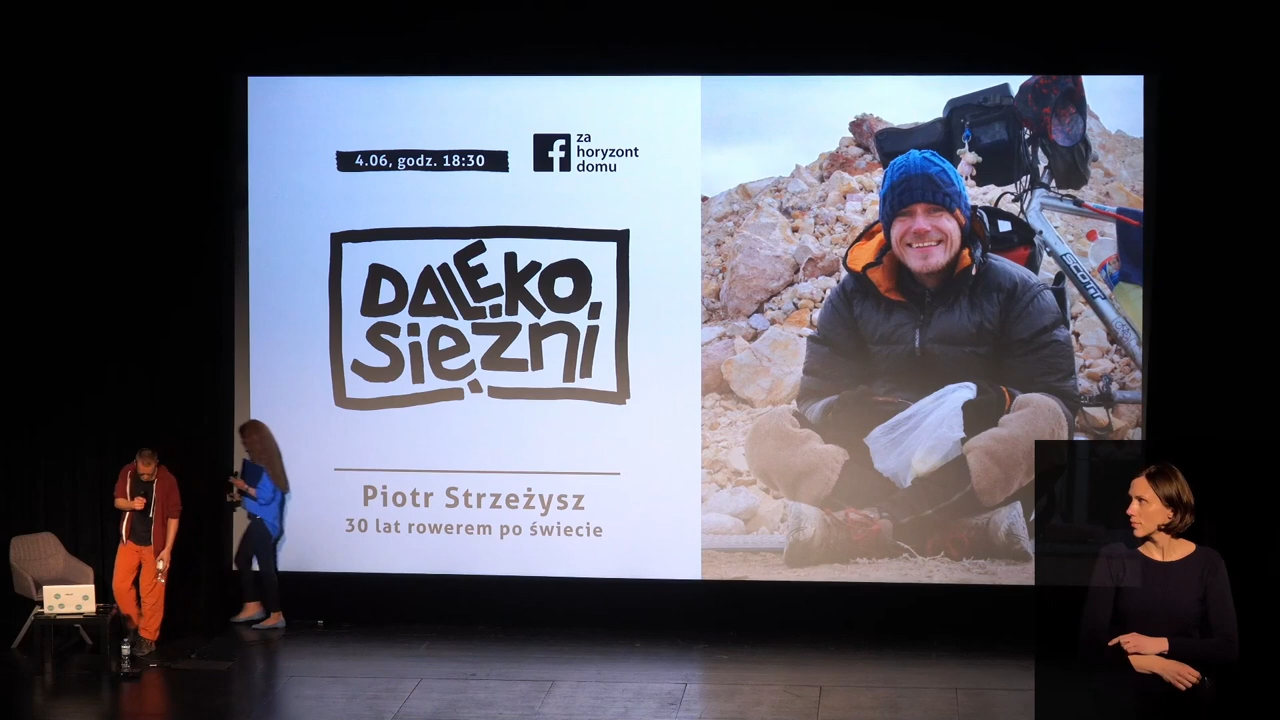 4.06, godz. 18:30
za
horyzont
domu
DALEKO
Siężni
Piotr Strzeżysz
30 lat rowerem po świecie
SCOTT